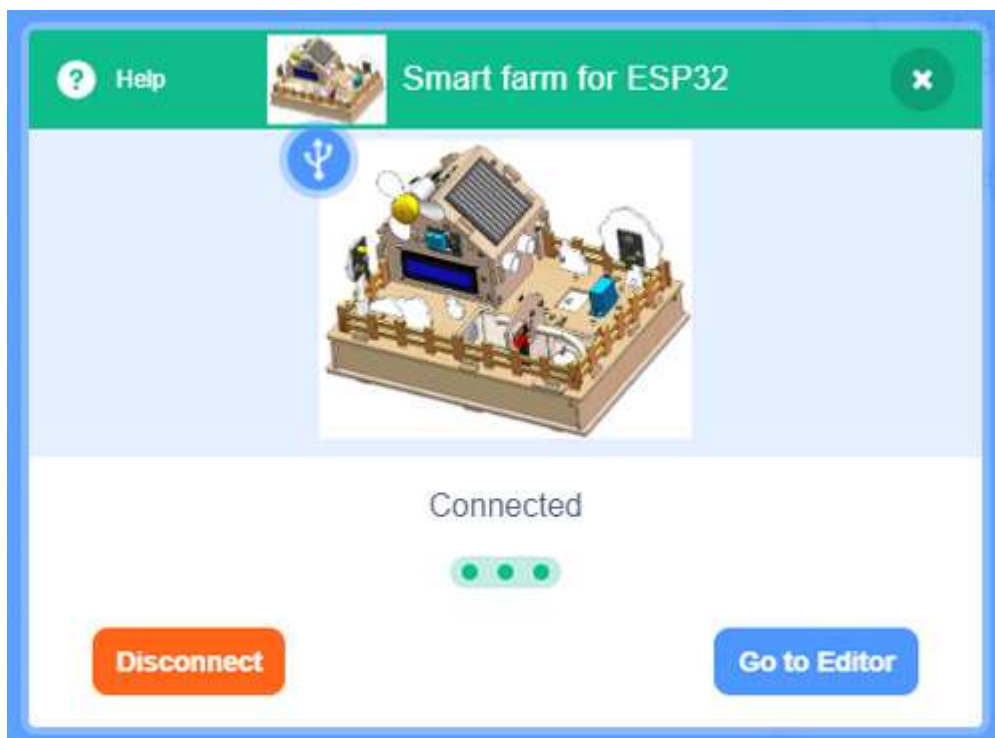 Help
Smart farm for ESP32
Connected
Disconnect
Go to Editor